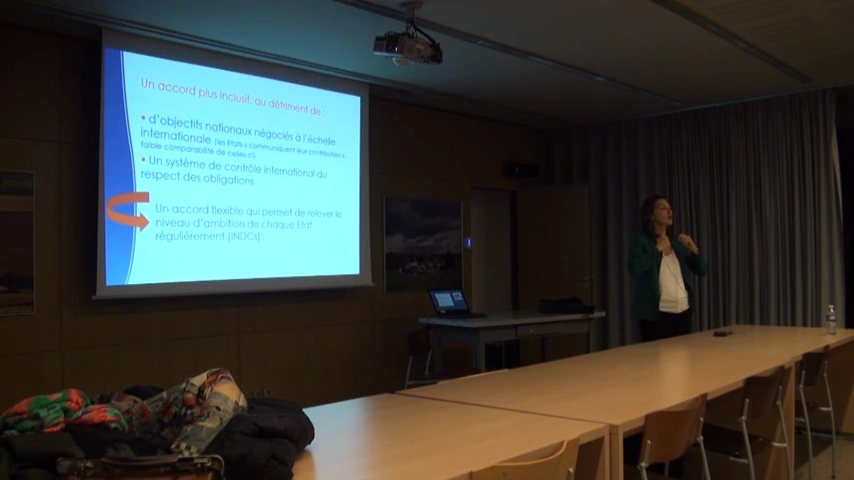 Un accord plus inclusif, au détriment de :
• d'objectifs nationaux négociés à l'échelle
internationale (les Etats « communiquent leur contribution »,
faible comparabilité de celles-ci)
• Un système de contrôle international du
respect des obligations
Un accord flexible qui permet de relever le
niveau d'ambition de chaque Etat
régulièrement (INDCs)